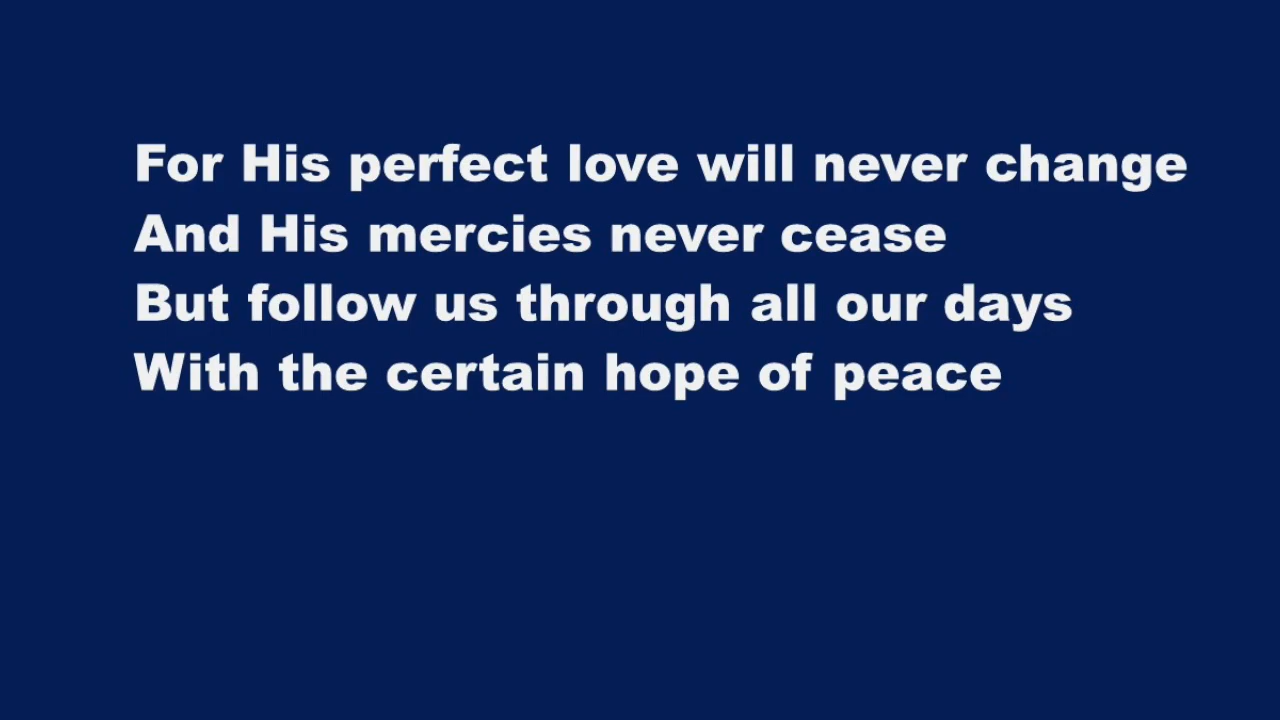 For His perfect love will never change
And His mercies never cease
But follow us through all our days
With the certain hope of peace